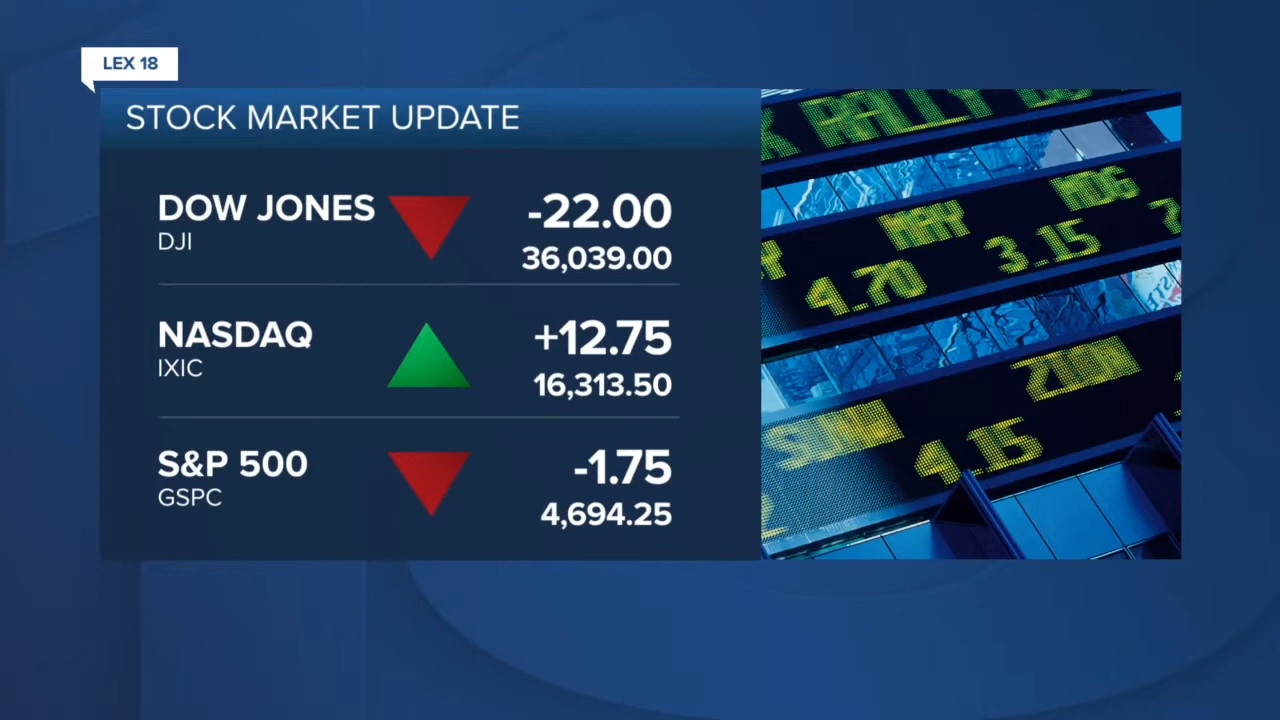 LEX 18
STOCK MARKET UPDATE
DOW JONES
DJI
-22.00
36,039.00
NASDAQ
IXIC
+12.75
16,313.50
S&P 500
GSPC
-1.75
4,694.25
RALLY
MAY
4.70
3.15
4.15